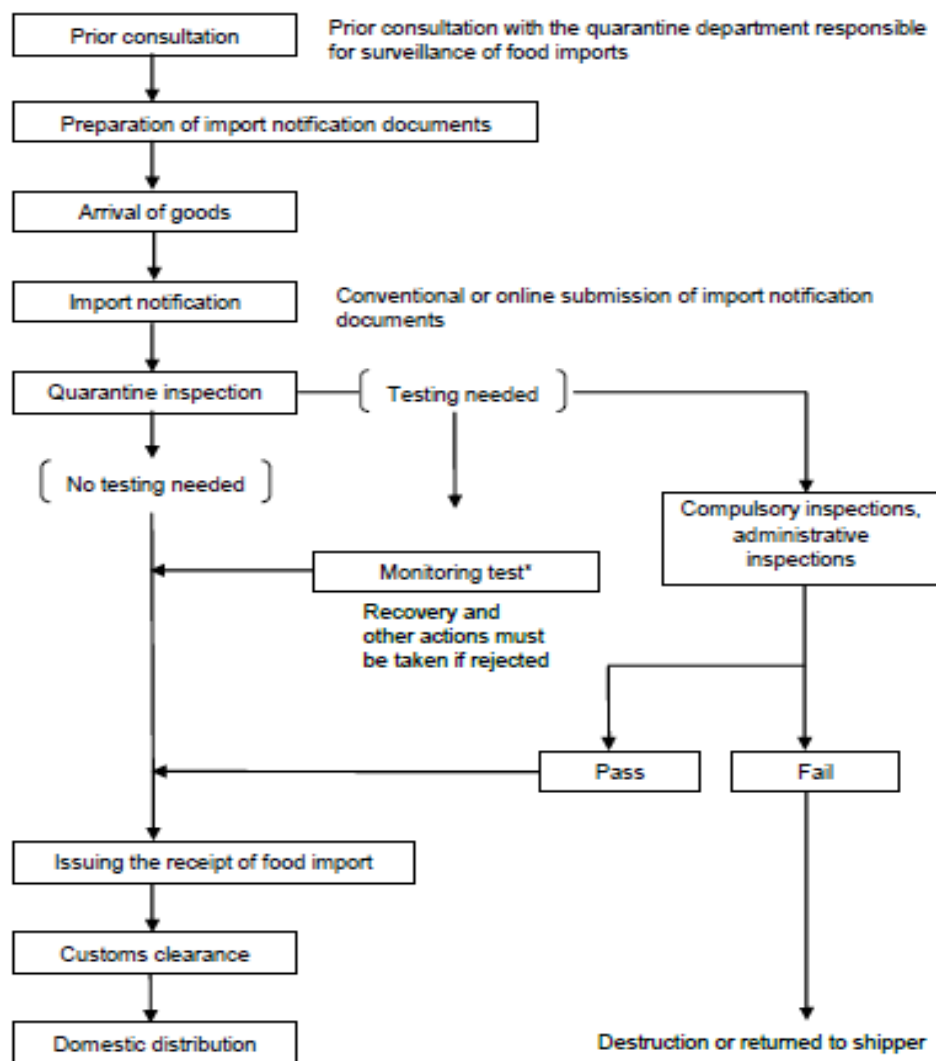 Prior consultation
Prior consultation with the quarantine department responsible
for surveillance of food imports
Preparation of import notification documents
Arrival of goods
Import notification
Conventional or online submission of import notification
documents
Quarantine inspection
Testing needed
No testing needed
Compulsory inspections,
administrative
inspections
Monitoring test*
Recovery and
other actions must
be taken if rejected
Pass
Fail
Issuing the receipt of food import
Customs clearance
Domestic distribution
Destruction or returned to shipper